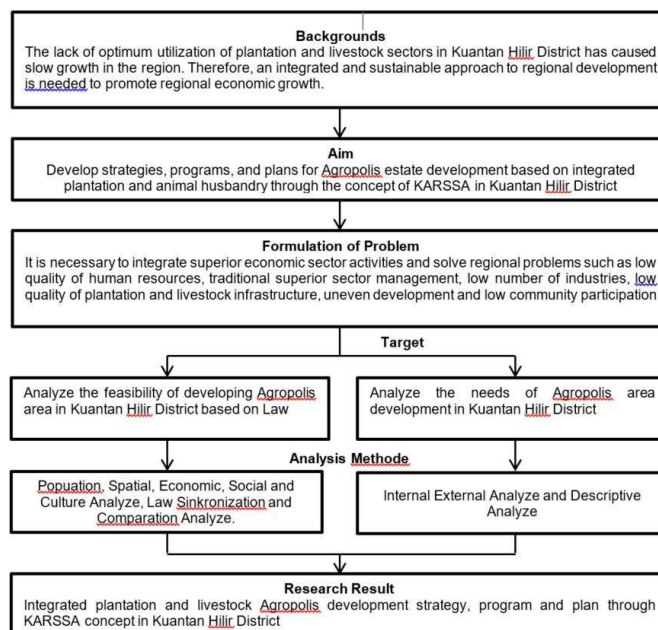 Backgrounds
The lack of optimum utilization of plantation and livestock sectors in Kuantan Hilir District has caused
slow growth in the region. Therefore, an integrated and sustainable approach to regional development
is needed to promote regional economic growth.
Aim
Develop strategies, programs, and plans for Agropolis estate development based on integrated
plantation and animal husbandry through the concept of KARSSA in Kuantan Hilir District
Formulation of Problem
It is necessary to integrate superior economic sector activities and solve regional problems such as low
quality of human resources, traditional superior sector management, low number of industries, low
quality of plantation and livestock infrastructure, uneven development and low community participation
Target
Analyze the feasibility of developing Agropolis
area in Kuantan Hilir District based on Law
Analyze the needs of Agropolis area
development in Kuantan Hilir District
Analysis Methode
Popuation, Spatial, Economic, Social and
Culture Analyze, Law Sinkronization and
Comparation Analyze.
Internal External Analyze and Descriptive
Analyze
Research Result
Integrated plantation and livestock Agropolis development strategy, program and plan through
KARSSA concept in Kuantan Hilir District